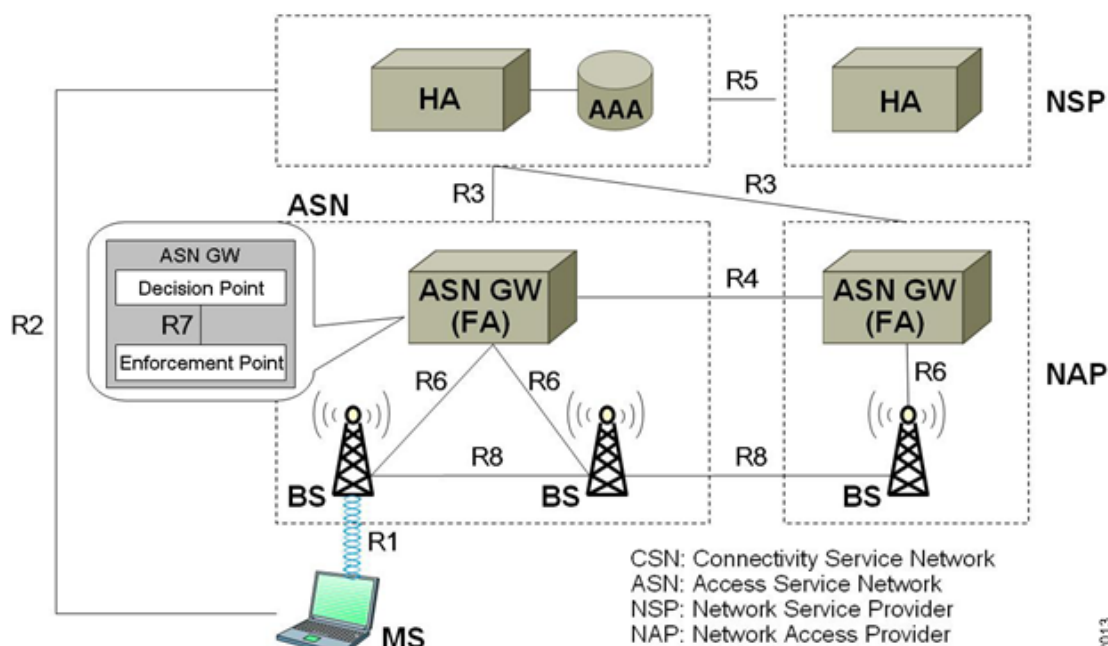 HA
AAA
R5
HA
NSP
R3
R3
ASN
ASN GW
Decision Point
R7
Enforcement Point
R2
ASN GW
(FA)
R4
ASN GW
(FA)
R6
R6
R6
NAP
R8
R8
BS
BS
BS
R1
MS
CSN: Connectivity Service Network
ASN: Access Service Network
NSP: Network Service Provider
NAP: Network Access Provider